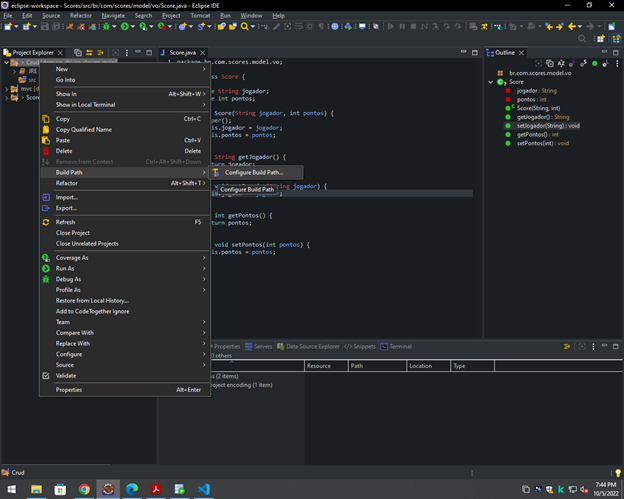 eclipse-workspace - Scores/src/br/com/scores/model/vo/Score.java - Eclipse IDE
File Edit Source Refactor Navigate Search Project Tomcat Run Window Help
Project Explorer
Score.java
Outline
package br.com.scores.model.vo;
br.com.scores.model.vo
Score
jogador : String
pontos : int
Score(String, int)
getJogador() : String
setJogador(String) : void
getPontos() : int
setPontos(int) : void
Crud
JRE
src
mvc
Score
New
Go Into
Show In Alt+Shift+W
Show in Local Terminal
Copy Ctrl+C
Copy Qualified Name
Paste Ctrl+V
Delete Delete
Remove from Context Ctrl+Alt+Shift+Down
Build Path
Refactor Alt+Shift+T
Import...
Export...
Refresh F5
Close Project
Close Unrelated Projects
Coverage As
Run As
Debug As
Profile As
Restore from Local History...
Add to CodeTogether Ignore
Team
Compare With
Replace With
Configure
Source
Validate
Properties Alt+Enter
Configure Build Path...
Configure Build Path
ss Score {
String jogador;
int pontos;
Score(String jogador, int pontos) {
per();
is.jogador = jogador;
is.pontos = pontos;
String getJogador() {
turn jogador;
String jogador) {
int getPontos() {
turn pontos;
void setPontos(int pontos) {
is.pontos = pontos;
Properties Servers Data Source Explorer Snippets Terminal
0 others
Resource Path Location Type
s (2 items)
oject encoding (1 item)
Crud
7:44 PM
10/5/2022